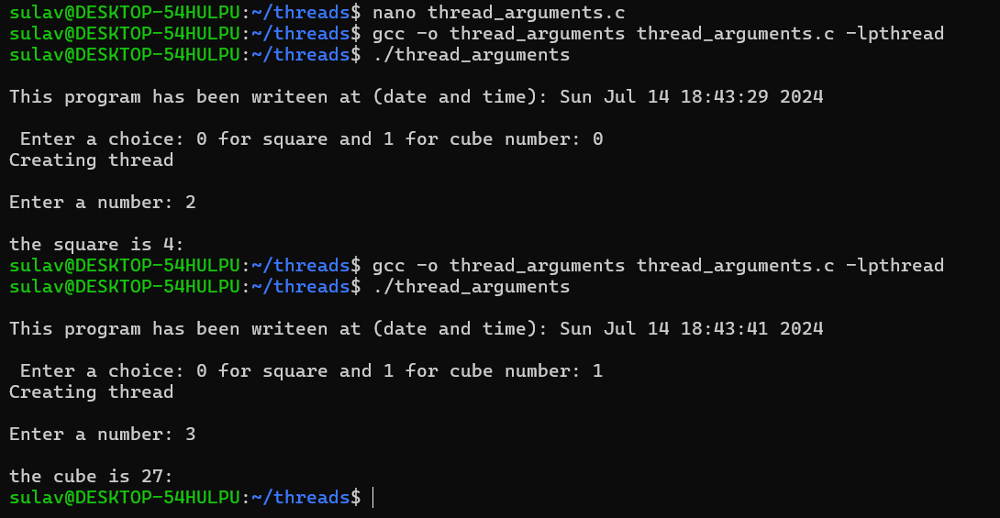 sulav@DESKTOP-54HULPU:~/threads$ nano thread_arguments.c
sulav@DESKTOP-54HULPU:~/threads$ gcc -o thread_arguments thread_arguments.c -lpthread
sulav@DESKTOP-54HULPU:~/threads$ ./thread_arguments
This program has been writeen at (date and time): Sun Jul 14 18:43:29 2024
Enter a choice: 0 for square and 1 for cube number: 0
Creating thread
Enter a number: 2
the square is 4:
sulav@DESKTOP-54HULPU:~/threads$ gcc -o thread_arguments thread_arguments.c -lpthread
sulav@DESKTOP-54HULPU:~/threads$ ./thread_arguments
This program has been writeen at (date and time): Sun Jul 14 18:43:41 2024
Enter a choice: 0 for square and 1 for cube number: 1
Creating thread
Enter a number: 3
the cube is 27:
sulav@DESKTOP-54HULPU:~/threads$